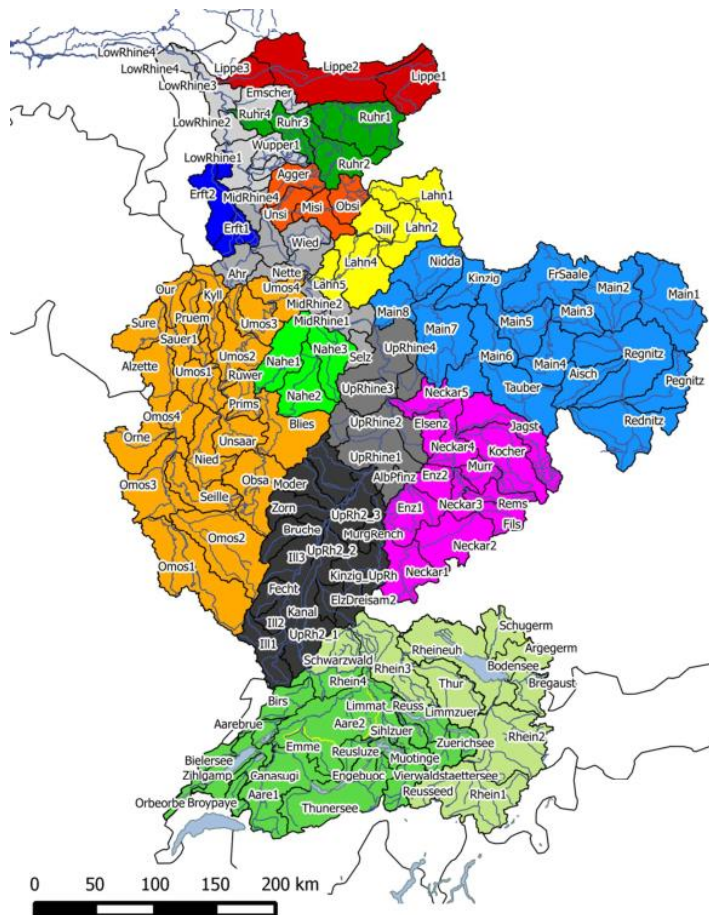 LowRhine4
LowRhine4
LowRhine3
Lippe3
Lippe2
Lippe1
Emscher
LowRhine2
Ruhr4
Ruhr3
Ruhr1
Wupper1
LowRhine1
Ruhr2
Agger
Erft2
MidRhine4
Unsi
Misi
Obsi
Lahn1
Erft1
Dill
Lahn2
Wied
Lahn4
Nidda
Ahr
Nette
Kinzig
FrSaale
Our
Kyll
Umos4
Lahn5
Main2
Main1
MidRhine2
Sure
Pruem
Umos3
MidRhine1
Main8
Main5
Main3
Sauer1
Main7
Nahe3
Selz
UpRhine4
Alzette
Umos1
Umos2
Nahe1
Main6
Main4
Regnitz
Ruwer
Aisch
Pegnitz
UpRhine3
Tauber
Prims
Nahe2
Neckar5
Omos4
Blies
UpRhine2
Elsenz
Jagst
Rednitz
Orne
Unsaar
Neckar4
Kocher
Nied
UpRhine1
Murr
Omos3
Obsa
Moder
AlbPfinz
Enz2
Seille
Zorn
Enz1
Neckar3
Rems
UpRh2_3
Bruche
MurgRench
Fils
Omos2
Ill3
UpRh2_2
Neckar2
Omos1
Kinzig_UpRh
Neckar1
Fecht
ElzDreisam2
Kanal
Ill2
Schugerm
Ill1
UpRh2_1
Rheineuh
Argegerm
Schwarzwald
Rhein3
Bodensee
Rhein4
Thur
Bregaust
Birs
Limmat
Reuss
Limmzuer
Aarebrue
Aare2
Sihlzuer
Rhein2
Emme
Reusluze
Zuerichsee
Bielersee
Muotinge
Zihlgamp
Canasugi
Engebuoc
Vierwaldstaettersee
Orbeorbe
Broypaye
Aare1
Thunersee
Reusseed
Rhein1
0 50 100 150 200 km